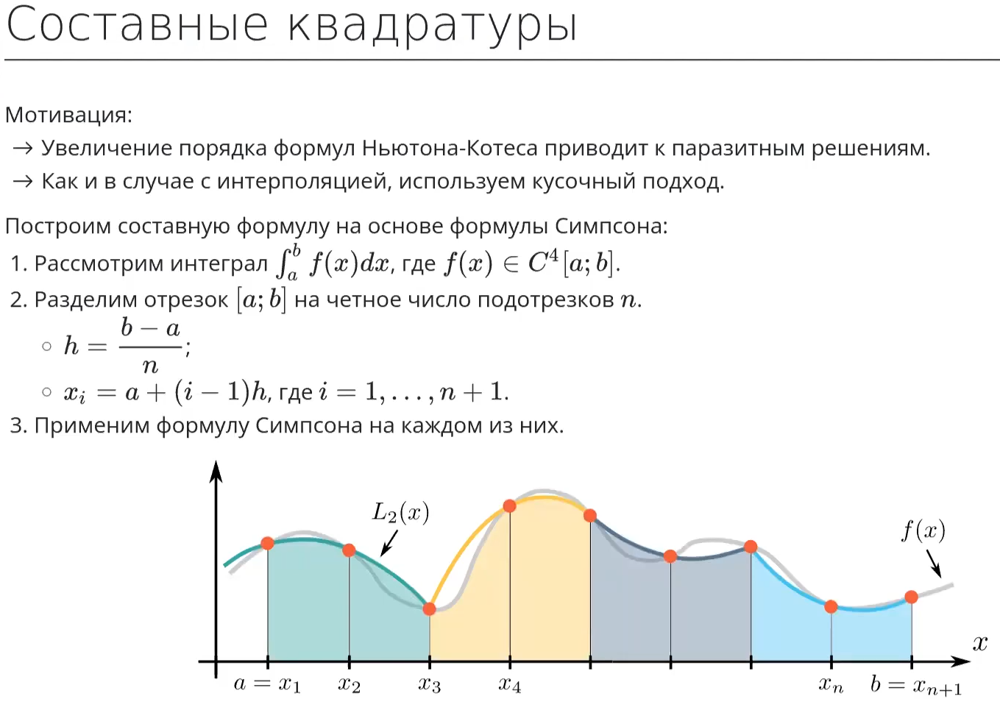 Составные квадратуры
Мотивация:
→ Увеличение порядка формул Ньютона-Котеса приводит к паразитным решениям.
→ Как и в случае с интерполяцией, используем кусочный подход.
Построим составную формулу на основе формулы Симпсона:
1. Рассмотрим интеграл $\int_a^b f(x)dx$, где $f(x) \in C^4[a; b]$.
2. Разделим отрезок $[a; b]$ на четное число подотрезков $n$.
○ $h = \dfrac{b - a}{n}$;
○ $x_i = a + (i - 1)h$, где $i = 1, \ldots, n + 1$.
3. Применим формулу Симпсона на каждом из них.
$L_2(x)$
$f(x)$
$x$
$a = x_1$ $x_2$ $x_3$ $x_4$ $x_n$ $b = x_{n+1}$